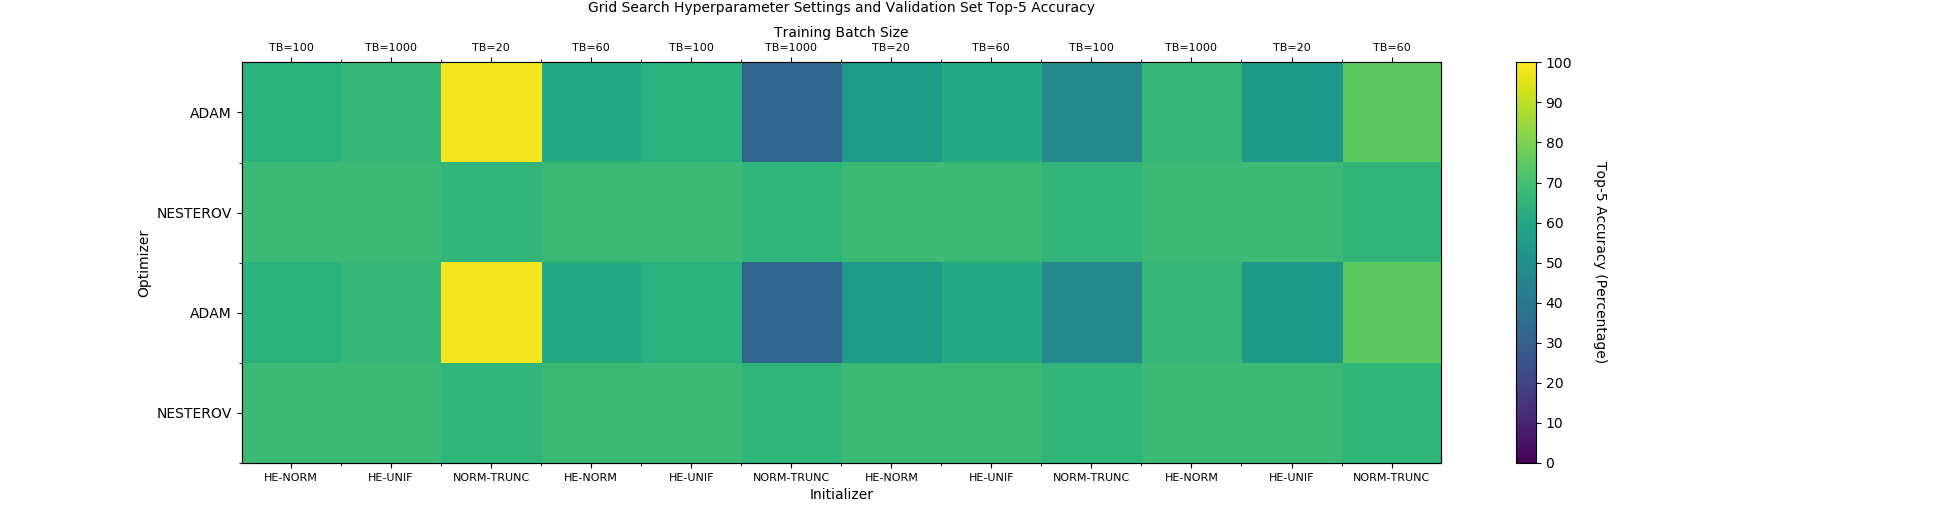 Grid Search Hyperparameter Settings and Validation Set Top-5 Accuracy
Training Batch Size
TB=100 TB=1000 TB=20 TB=60 TB=100 TB=1000 TB=20 TB=60 TB=100 TB=1000 TB=20 TB=60
ADAM
NESTEROV
ADAM
NESTEROV
Optimizer
HE-NORM HE-UNIF NORM-TRUNC HE-NORM HE-UNIF NORM-TRUNC HE-NORM HE-UNIF NORM-TRUNC HE-NORM HE-UNIF NORM-TRUNC
Initializer
100
90
80
70
60
50
40
30
20
10
0
Top-5 Accuracy (Percentage)